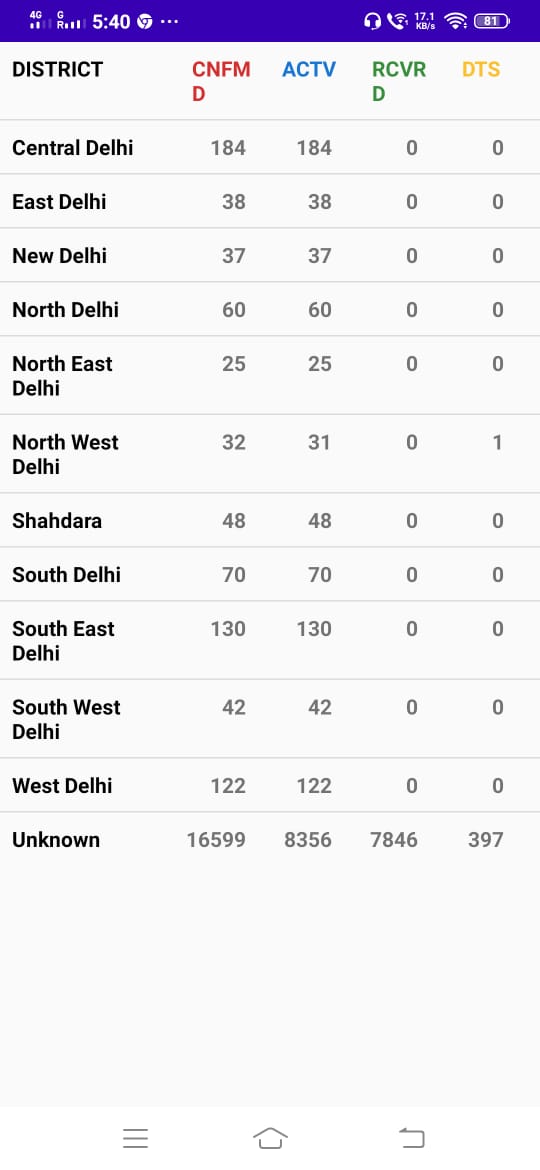 4G G R 5:40 ... 17.1 KB/s 81
DISTRICT CNFM ACTV RCVR DTS
D D
Central Delhi 184 184 0 0
East Delhi 38 38 0 0
New Delhi 37 37 0 0
North Delhi 60 60 0 0
North East 25 25 0 0
Delhi
North West 32 31 0 1
Delhi
Shahdara 48 48 0 0
South Delhi 70 70 0 0
South East 130 130 0 0
Delhi
South West 42 42 0 0
Delhi
West Delhi 122 122 0 0
Unknown 16599 8356 7846 397